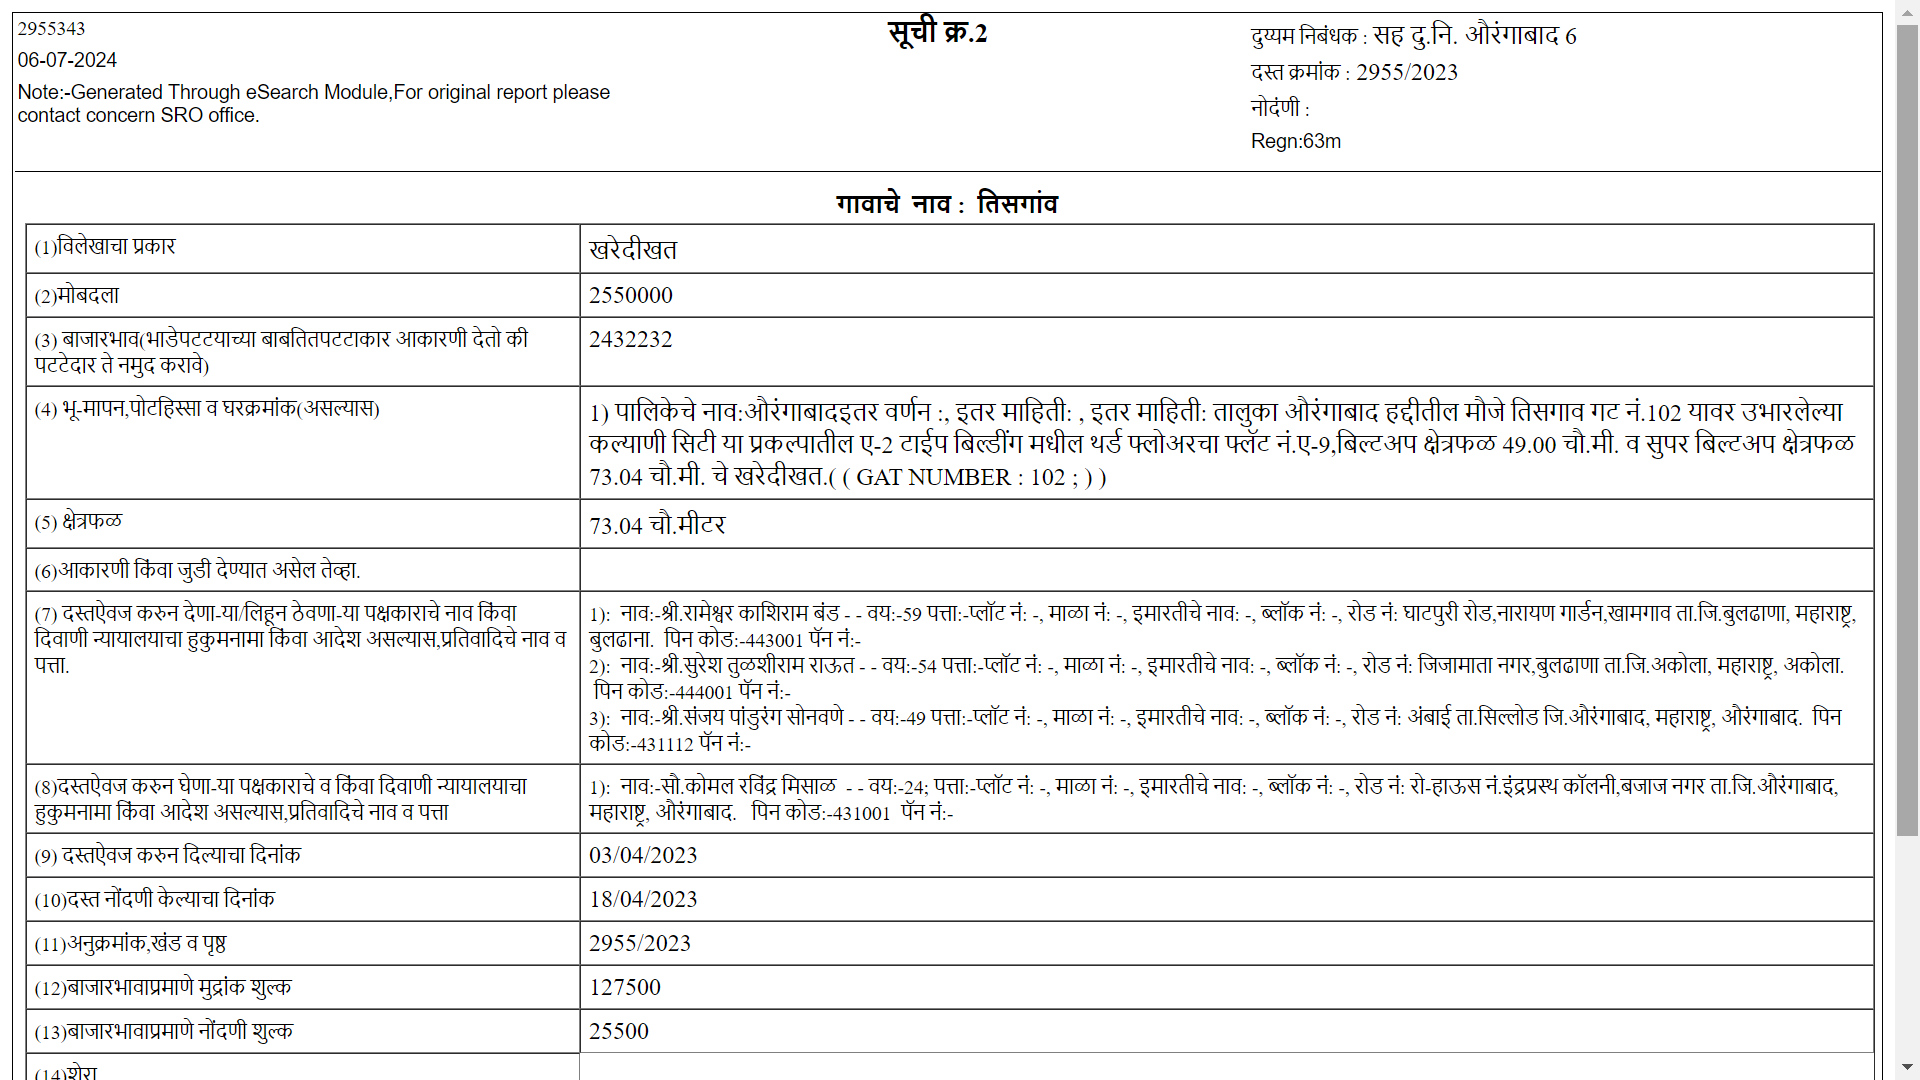 2955343
06-07-2024
Note:-Generated Through eSearch Module,For original report please
contact concern SRO office.
सूची क्र.2
दुय्यम निबंधक : सह दु.नि. औरंगाबाद 6
दस्त क्रमांक : 2955/2023
नोदंणी :
Regn:63m
गावाचे नाव : तिसगांव
(1)विलेखाचा प्रकार
खरेदीखत
(2)मोबदला
2550000
(3) बाजारभाव(भाडेपटटयाच्या बाबतितपटटाकार आकारणी देतो की
पटटेदार ते नमुद करावे)
2432232
(4) भू-मापन,पोटहिस्सा व घरक्रमांक(असल्यास)
1) पालिकेचे नाव:औरंगाबादइतर वर्णन :, इतर माहिती: , इतर माहिती: तालुका औरंगाबाद हद्दीतील मौजे तिसगाव गट नं.102 यावर उभारलेल्या
कल्याणी सिटी या प्रकल्पातील ए-2 टाईप बिल्डींग मधील थर्ड फ्लोअरचा फ्लॅट नं.ए-9,बिल्टअप क्षेत्रफळ 49.00 चौ.मी. व सुपर बिल्टअप क्षेत्रफळ
73.04 चौ.मी. चे खरेदीखत.( ( GAT NUMBER : 102 ; ) )
(5) क्षेत्रफळ
73.04 चौ.मीटर
(6)आकारणी किंवा जुडी देण्यात असेल तेव्हा.
(7) दस्तऐवज करुन देणा-या/लिहून ठेवणा-या पक्षकाराचे नाव किंवा
दिवाणी न्यायालयाचा हुकुमनामा किंवा आदेश असल्यास,प्रतिवादिचे नाव व
पत्ता.
1): नाव:-श्री.रामेश्वर काशिराम बंड - - वय:-59 पत्ता:-प्लॉट नं: -, माळा नं: -, इमारतीचे नाव: -, ब्लॉक नं: -, रोड नं: घाटपुरी रोड,नारायण गार्डन,खामगाव ता.जि.बुलढाणा, महाराष्ट्र,
बुलढाना. पिन कोड:-443001 पॅन नं:-
2): नाव:-श्री.सुरेश तुळशीराम राऊत - - वय:-54 पत्ता:-प्लॉट नं: -, माळा नं: -, इमारतीचे नाव: -, ब्लॉक नं: -, रोड नं: जिजामाता नगर,बुलढाणा ता.जि.अकोला, महाराष्ट्र, अकोला.
पिन कोड:-444001 पॅन नं:-
3): नाव:-श्री.संजय पांडुरंग सोनवणे - - वय:-49 पत्ता:-प्लॉट नं: -, माळा नं: -, इमारतीचे नाव: -, ब्लॉक नं: -, रोड नं: अंबाई ता.सिल्लोड जि.औरंगाबाद, महाराष्ट्र, औरंगाबाद. पिन
कोड:-431112 पॅन नं:-
(8)दस्तऐवज करुन घेणा-या पक्षकाराचे व किंवा दिवाणी न्यायालयाचा
हुकुमनामा किंवा आदेश असल्यास,प्रतिवादिचे नाव व पत्ता
1): नाव:-सौ.कोमल रविंद्र मिसाळ - - वय:-24; पत्ता:-प्लॉट नं: -, माळा नं: -, इमारतीचे नाव: -, ब्लॉक नं: -, रोड नं: रो-हाऊस नं.इंद्रप्रस्थ कॉलनी,बजाज नगर ता.जि.औरंगाबाद,
महाराष्ट्र, औरंगाबाद. पिन कोड:-431001 पॅन नं:-
(9) दस्तऐवज करुन दिल्याचा दिनांक
03/04/2023
(10)दस्त नोंदणी केल्याचा दिनांक
18/04/2023
(11)अनुक्रमांक,खंड व पृष्ठ
2955/2023
(12)बाजारभावाप्रमाणे मुद्रांक शुल्क
127500
(13)बाजारभावाप्रमाणे नोंदणी शुल्क
25500
(14)शेरा